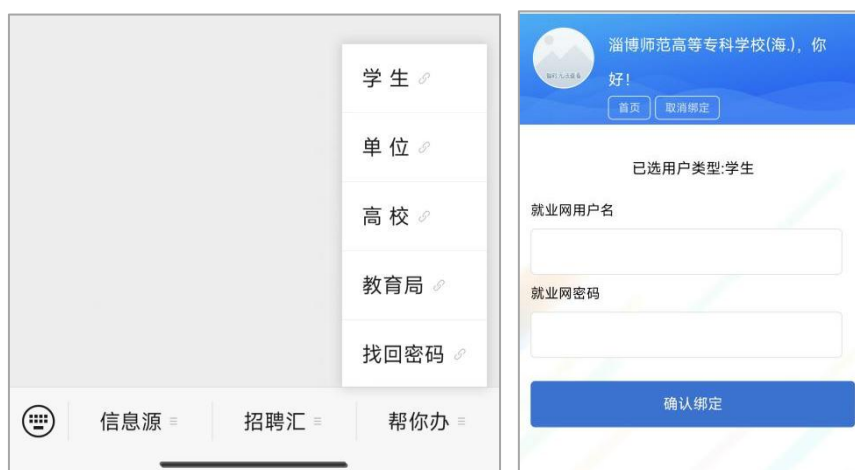 学 生
单 位
高 校
教育局
找回密码
信息源
招聘汇
帮你办
淄博师范高等专科学校(海.)，你
好！
首页
取消绑定
已选用户类型:学生
就业网用户名
就业网密码
确认绑定